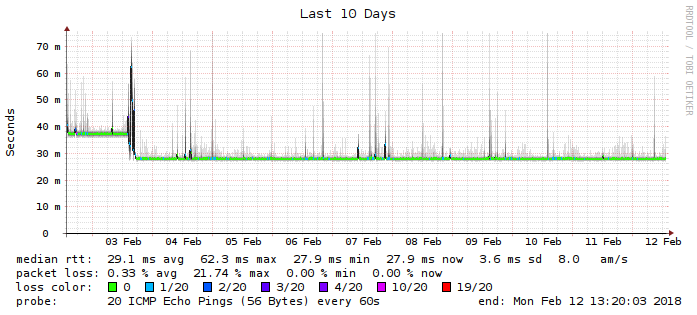 Last 10 Days
RRDTOOL / TOBI OETIKER
Seconds
70 m
60 m
50 m
40 m
30 m
20 m
10 m
0
03 Feb 04 Feb 05 Feb 06 Feb 07 Feb 08 Feb 09 Feb 10 Feb 11 Feb 12 Feb
median rtt: 29.1 ms avg 62.3 ms max 27.9 ms min 27.9 ms now 3.6 ms sd 8.0 am/s
packet loss: 0.33 % avg 21.74 % max 0.00 % min 0.00 % now
loss color: 0 1/20 2/20 3/20 4/20 10/20 19/20
probe: 20 ICMP Echo Pings (56 Bytes) every 60s end: Mon Feb 12 13:20:03 2018